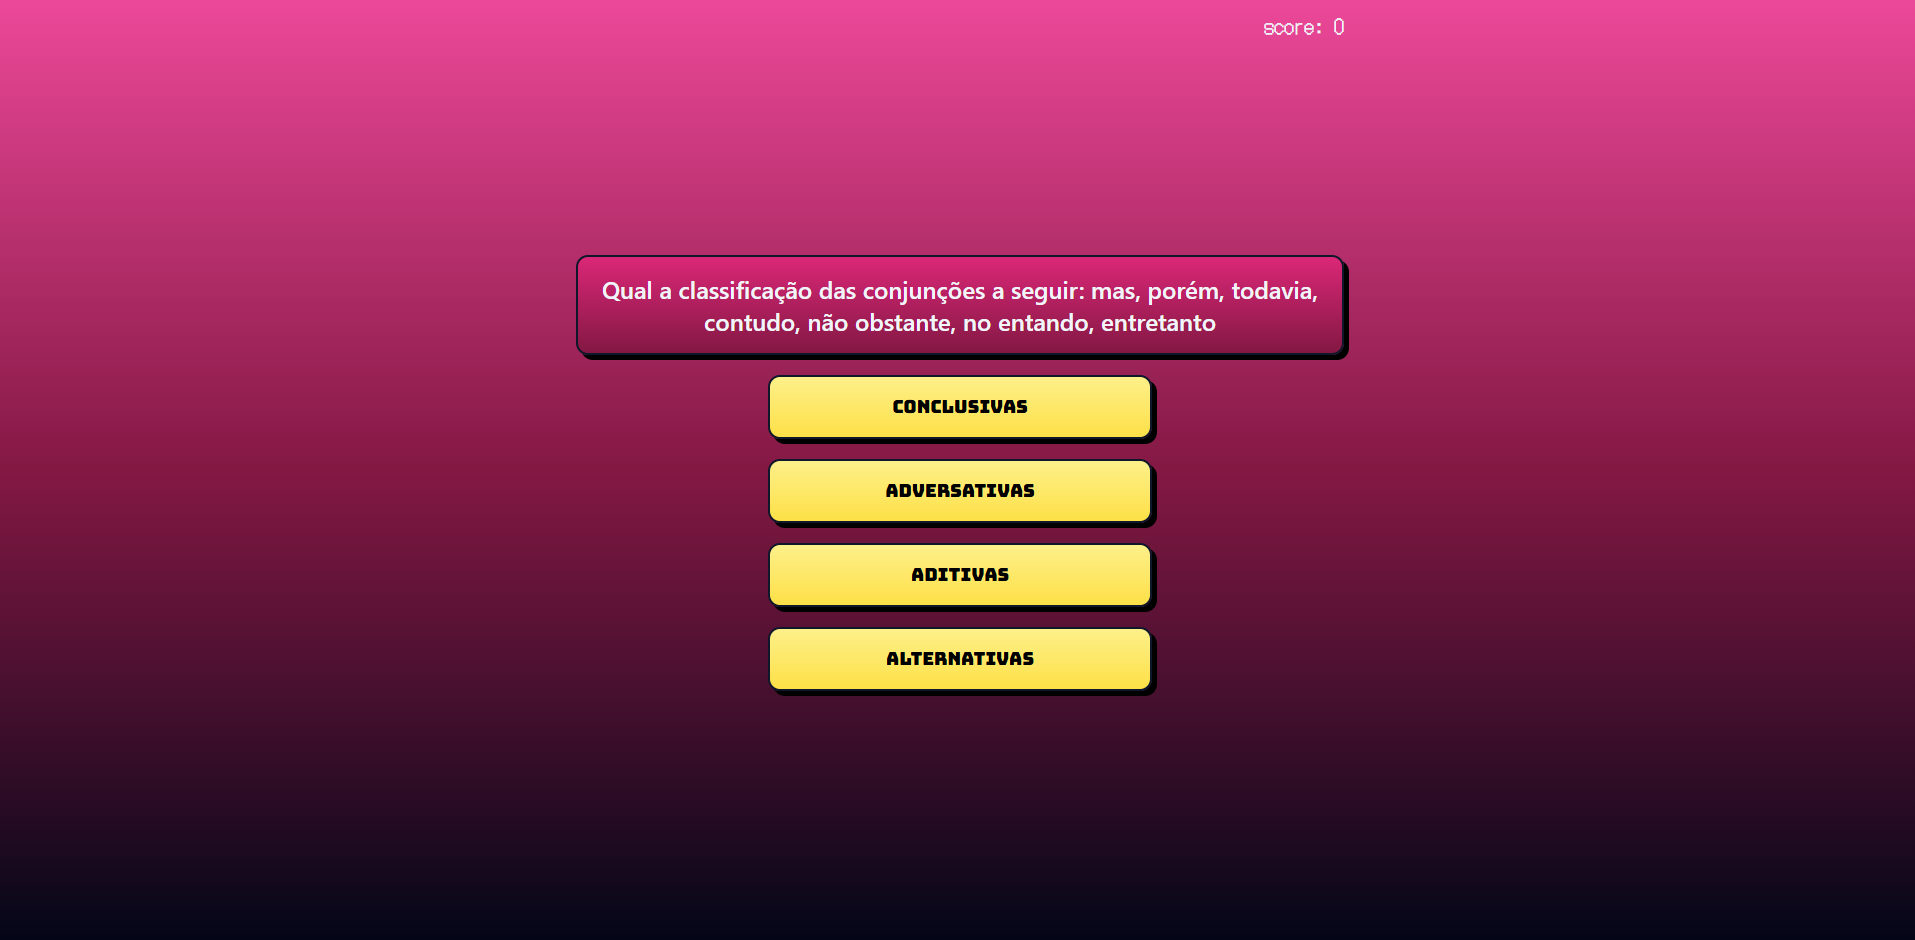 score: 0
Qual a classificação das conjunções a seguir: mas, porém, todavia,
contudo, não obstante, no entando, entretanto
CONCLUSIVAS
ADVERSATIVAS
ADITIVAS
ALTERNATIVAS